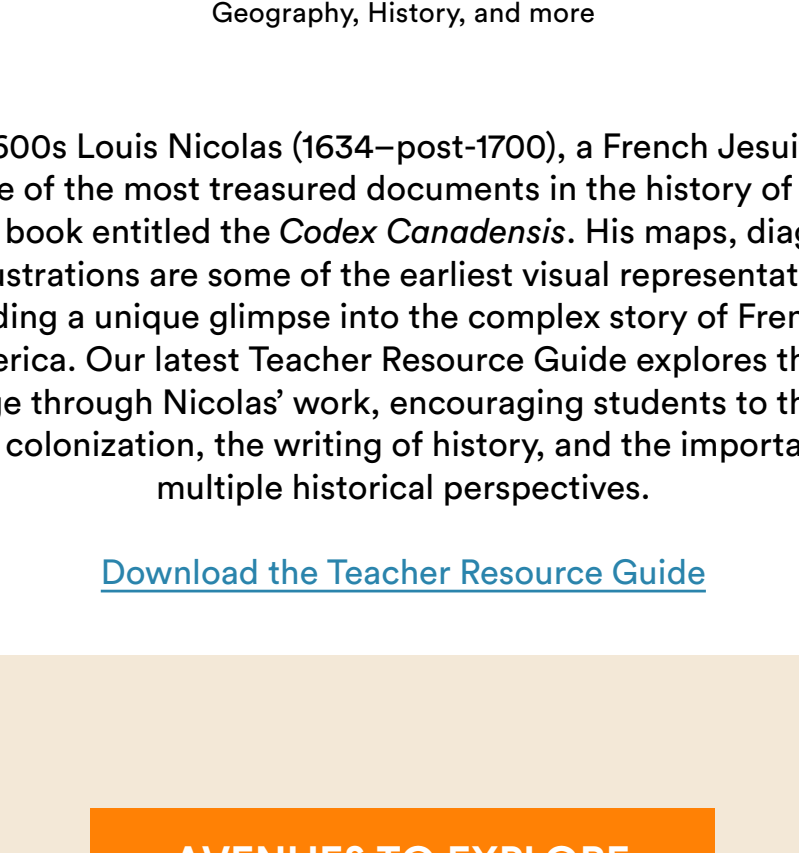 Geography, History, and more
600s Louis Nicolas (1634–post-1700), a French Jesui
e of the most treasured documents in the history of
book entitled the Codex Canadensis. His maps, diag
ustrations are some of the earliest visual representat
ding a unique glimpse into the complex story of Fren
erica. Our latest Teacher Resource Guide explores th
ge through Nicolas’ work, encouraging students to th
colonization, the writing of history, and the importa
multiple historical perspectives.
Download the Teacher Resource Guide
AVENUES TO EXPLORE